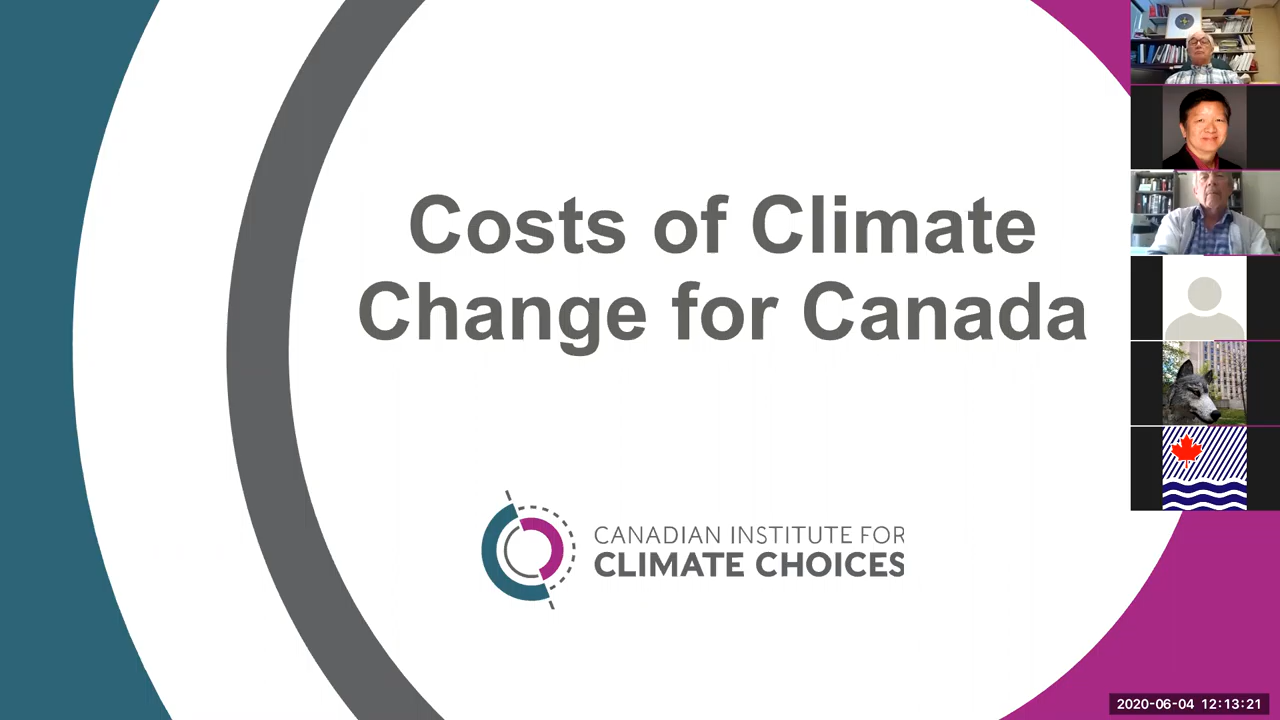 Costs of Climate
Change for Canada
CANADIAN INSTITUTE FOR
CLIMATE CHOICES
2020-06-04 12:13:21